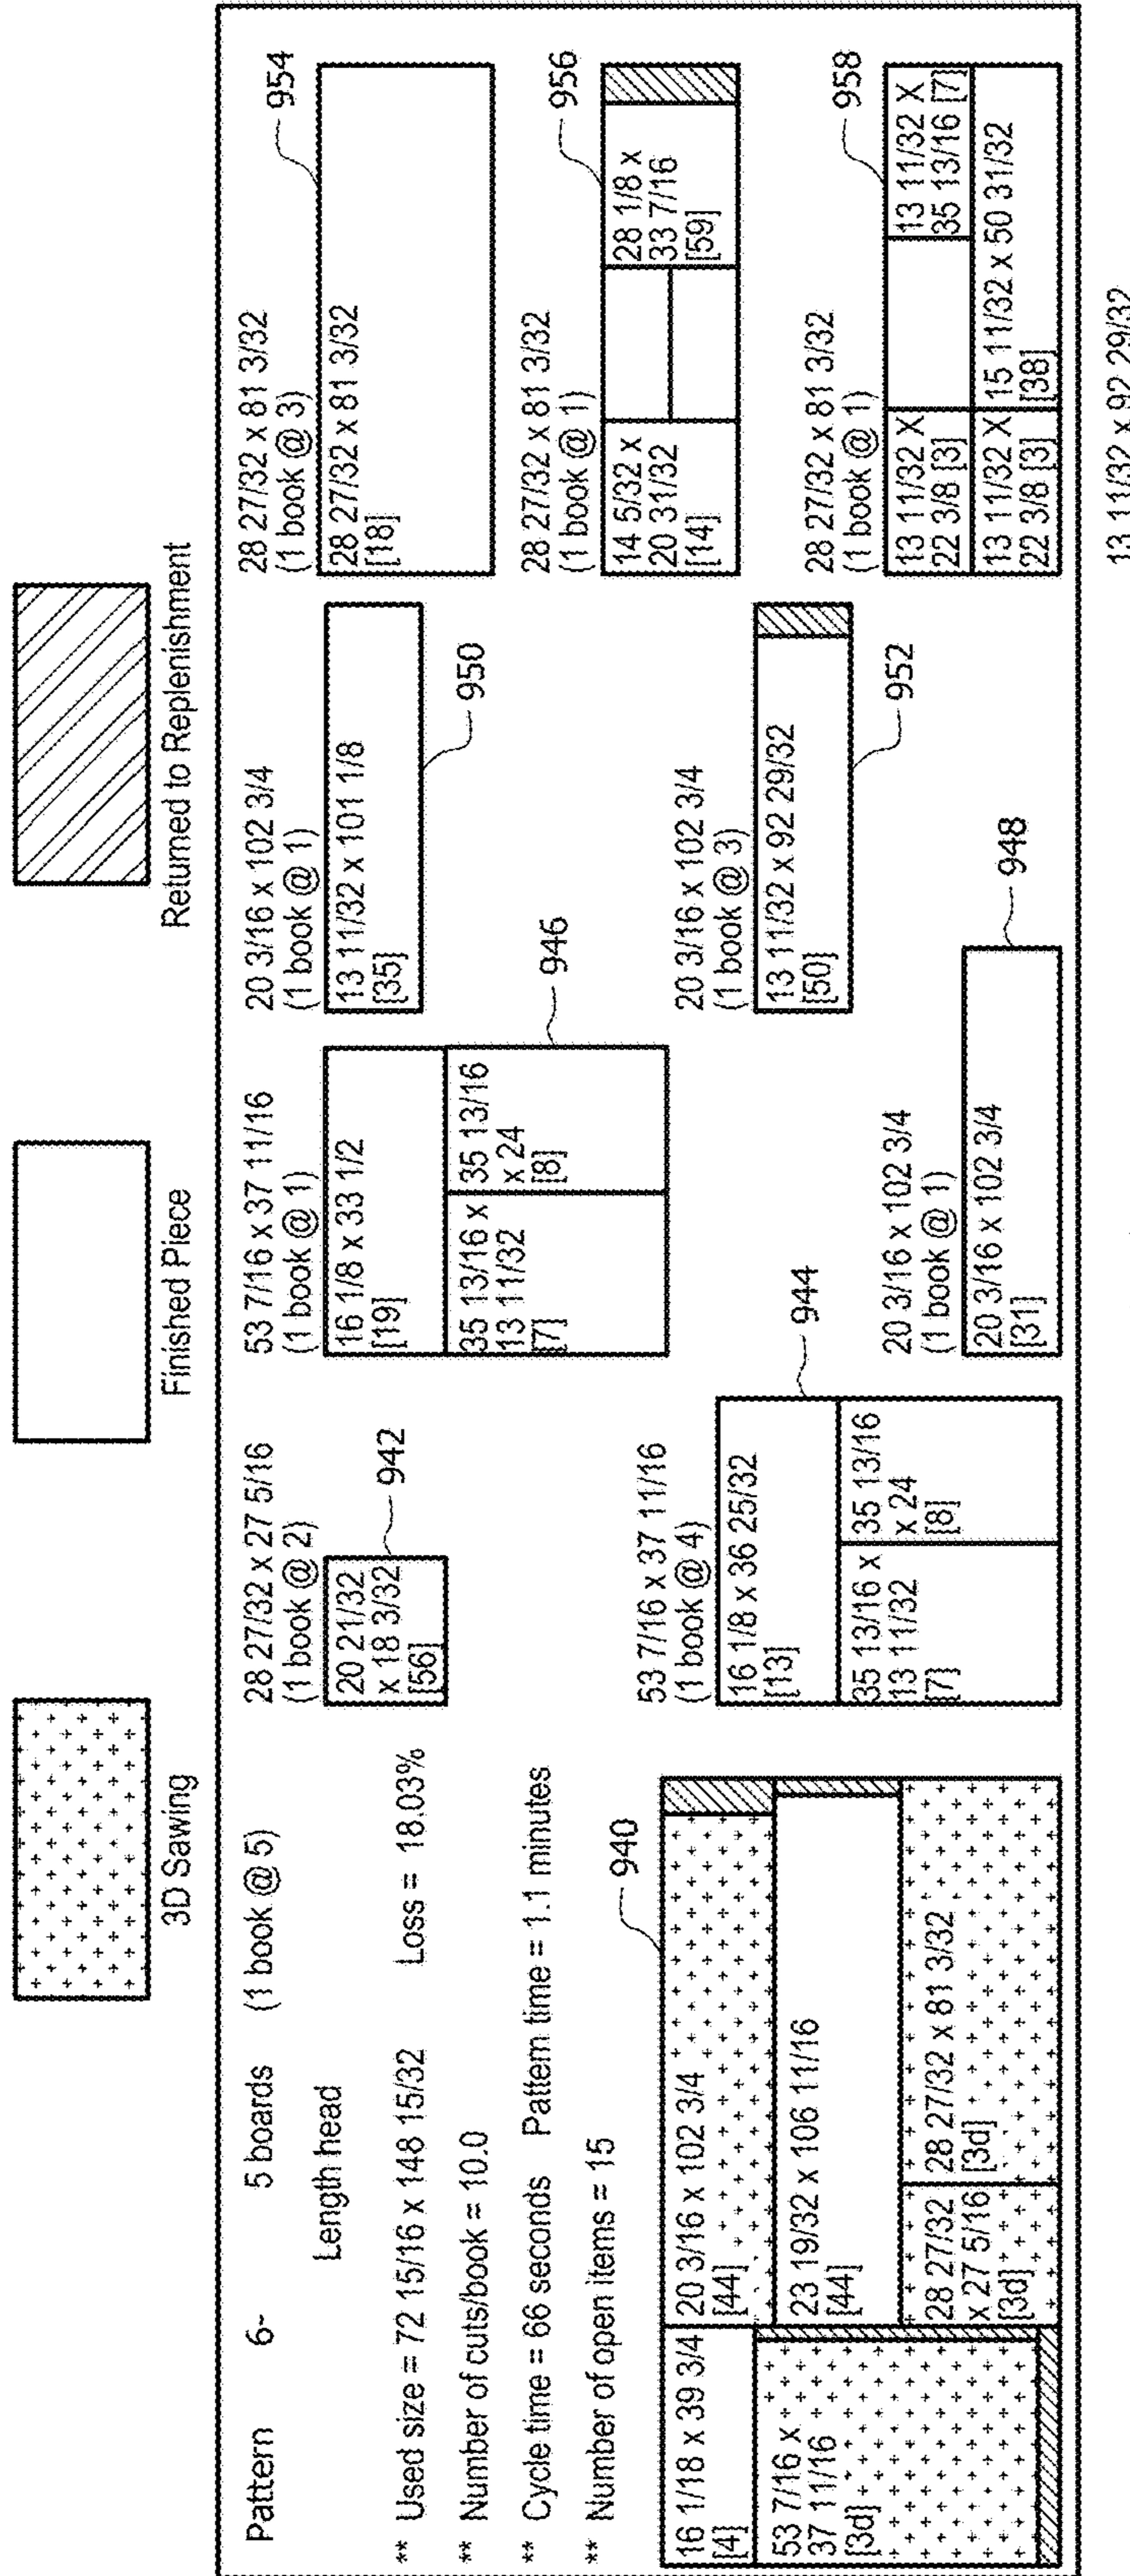 3D Sawing
Finished Piece
Returned to Replenishment
Pattern 6- 5 boards (1 book @ 5)
Length head
** Used size = 72 15/16 x 148 15/32 Loss = 18.03%
** Number of cuts/book = 10.0
** Cycle time = 66 seconds Pattern time = 1.1 minutes
** Number of open items = 15
940
16 1/18 x 39 3/4
[4]
20 3/16 x 102 3/4
[44]
23 19/32 x 106 11/16
[44]
53 7/16 x
37 11/16
[3d]
28 27/32
x 27 5/16
[3d]
28 27/32 x 81 3/32
[3d]
28 27/32 x 27 5/16
(1 book @ 2)
20 21/32
x 18 3/32
[56]
942
53 7/16 x 37 11/16
(1 book @ 4)
16 1/8 x 36 25/32
[13]
35 13/16 x
13 11/32
[7]
35 13/16
x 24
[8]
944
53 7/16 x 37 11/16
(1 book @ 1)
16 1/8 x 33 1/2
[19]
35 13/16 x
13 11/32
[7]
35 13/16
x 24
[8]
946
20 3/16 x 102 3/4
(1 book @ 1)
20 3/16 x 102 3/4
[31]
948
20 3/16 x 102 3/4
(1 book @ 1)
13 11/32 x 101 1/8
[35]
950
20 3/16 x 102 3/4
(1 book @ 3)
13 11/32 x 92 29/32
[50]
952
28 27/32 x 81 3/32
(1 book @ 3)
28 27/32 x 81 3/32
[18]
954
28 27/32 x 81 3/32
(1 book @ 1)
14 5/32 x
20 31/32
[14]
28 1/8 x
33 7/16
[59]
956
28 27/32 x 81 3/32
(1 book @ 1)
13 11/32 X
22 3/8 [3]
13 11/32 X
35 13/16 [7]
13 11/32 X
22 3/8 [3]
15 11/32 x 50 31/32
[38]
958
13 11/32 x 92 29/32